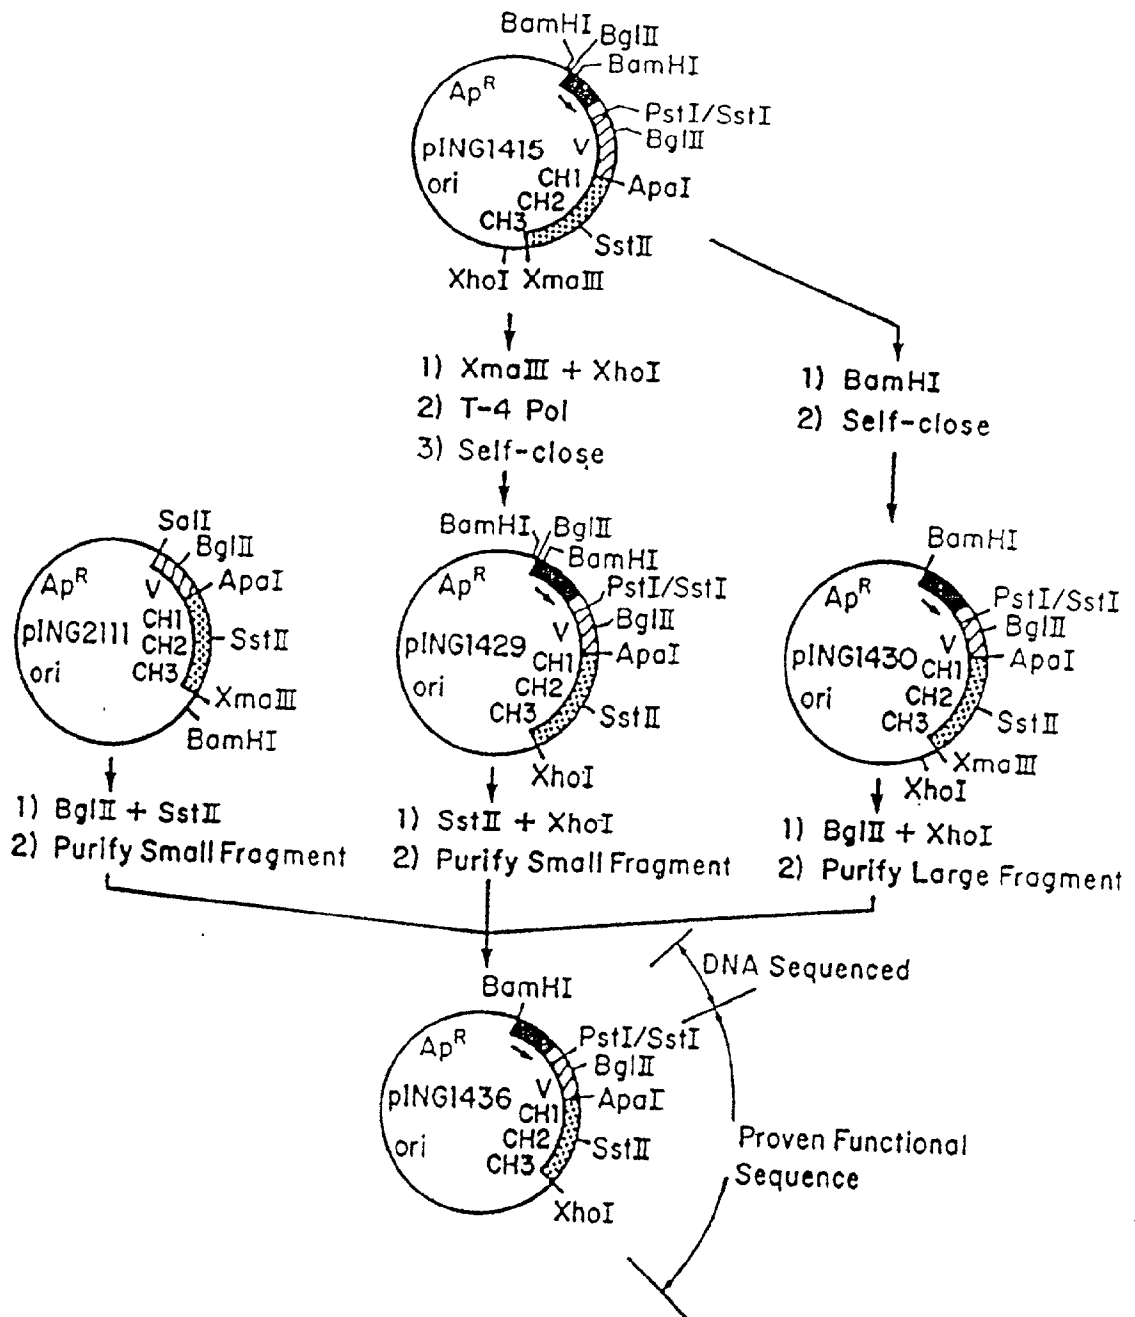 BamHI
BglII
BamHI
Ap^R
PstI/SstI
BglII
pING1415
V
ori
CH1
ApaI
CH2
CH3
SstII
XhoI XmaIII
1) XmaIII + XhoI
2) T-4 Pol
3) Self-close
1) BamHI
2) Self-close
SalI
BglII
Ap^R
V
ApaI
CH1
pING2111
CH2
SstII
ori
CH3
XmaIII
BamHI
1) BglII + SstII
2) Purify Small Fragment
BamHI
BglII
BamHI
Ap^R
PstI/SstI
V
BglII
pING1429
CH1
ApaI
ori
CH2
CH3
SstII
XhoI
1) SstII + XhoI
2) Purify Small Fragment
BamHI
Ap^R
PstI/SstI
V
BglII
pING1430
CH1
ApaI
ori
CH2
CH3
SstII
XmaIII
XhoI
1) BglII + XhoI
2) Purify Large Fragment
DNA Sequenced
BamHI
Ap^R
PstI/SstI
BglII
pING1436
V
ApaI
CH1
ori
CH2
SstII
CH3
XhoI
Proven Functional
Sequence